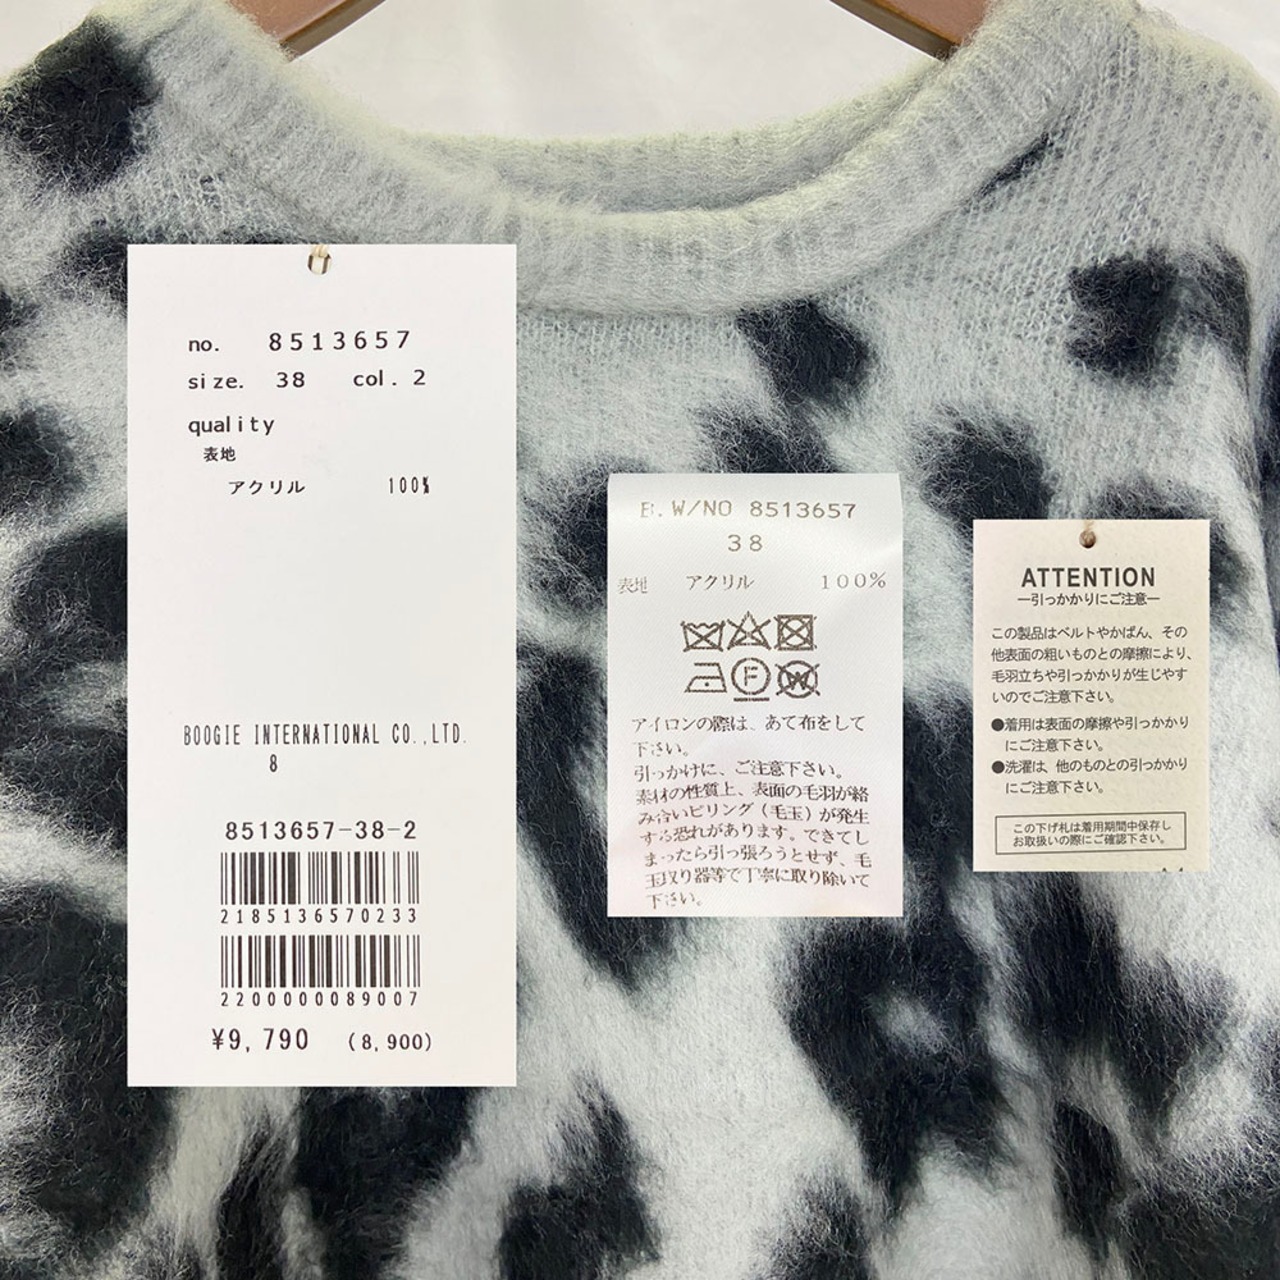 no. 8513657
size. 38 col. 2
quality
表地
アクリル 100%
BOOGIE INTERNATIONAL CO.,LTD.
8
8513657-38-2
2185136570233
2200000089007
¥9,790 (8,900)
B.W/NO 8513657
38
表地 アクリル 100%
F
W
アイロンの際は、あて布をして
下さい。
引っかけに、ご注意下さい。
素材の性質上、表面の毛羽が絡
み合いピリング（毛玉）が発生
する恐れがあります。できてし
まったら引っ張ろうとせず、毛
玉取り器等で丁寧に取り除いて
下さい。
ATTENTION
―引っかかりにご注意―
この製品はベルトやかばん、その
他表面の粗いものとの摩擦により、
毛羽立ちや引っかかりが生じやす
いのでご注意下さい。
●着用は表面の摩擦や引っかかり
にご注意下さい。
●洗濯は、他のものとの引っかかり
にご注意下さい。
この下げ札は着用期間中保存し
お取扱いの際にご確認下さい。